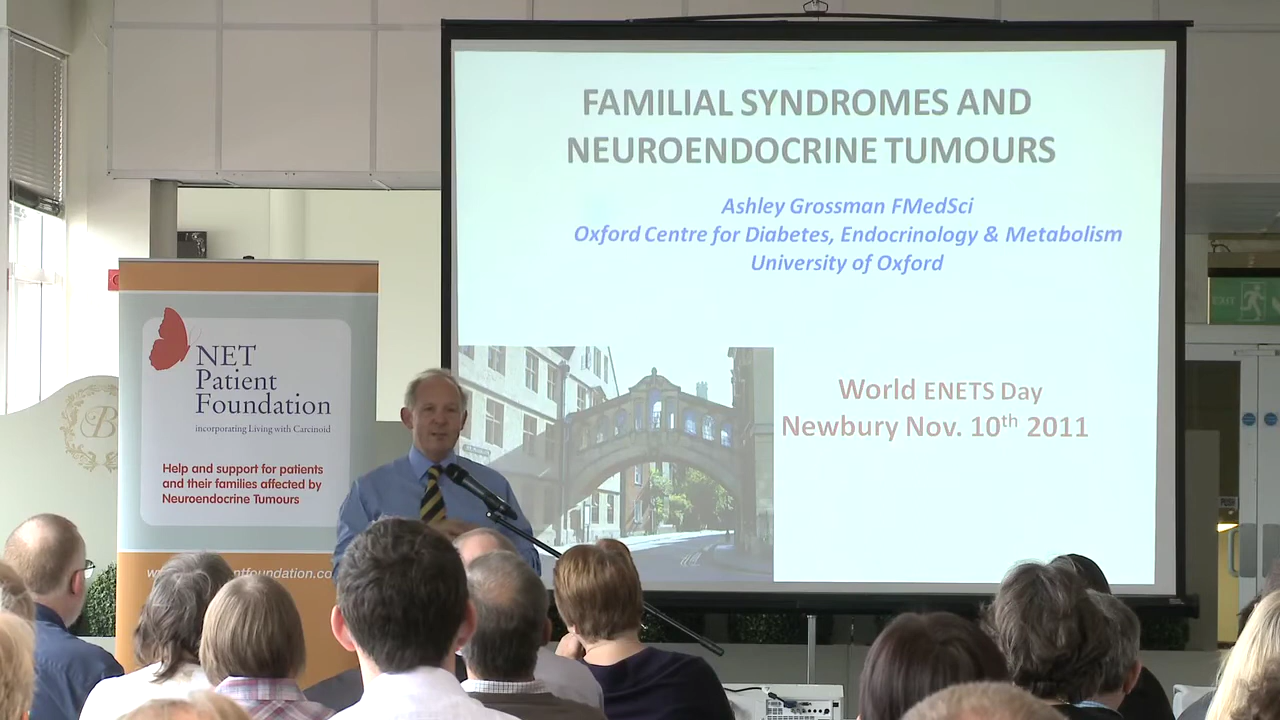 FAMILIAL SYNDROMES AND
NEUROENDOCRINE TUMOURS
Ashley Grossman FMedSci
Oxford Centre for Diabetes, Endocrinology & Metabolism
University of Oxford
World ENETS Day
Newbury Nov. 10th 2011
NET
Patient
Foundation
incorporating Living with Carcinoid
Help and support for patients
and their families affected by
Neuroendocrine Tumours
B